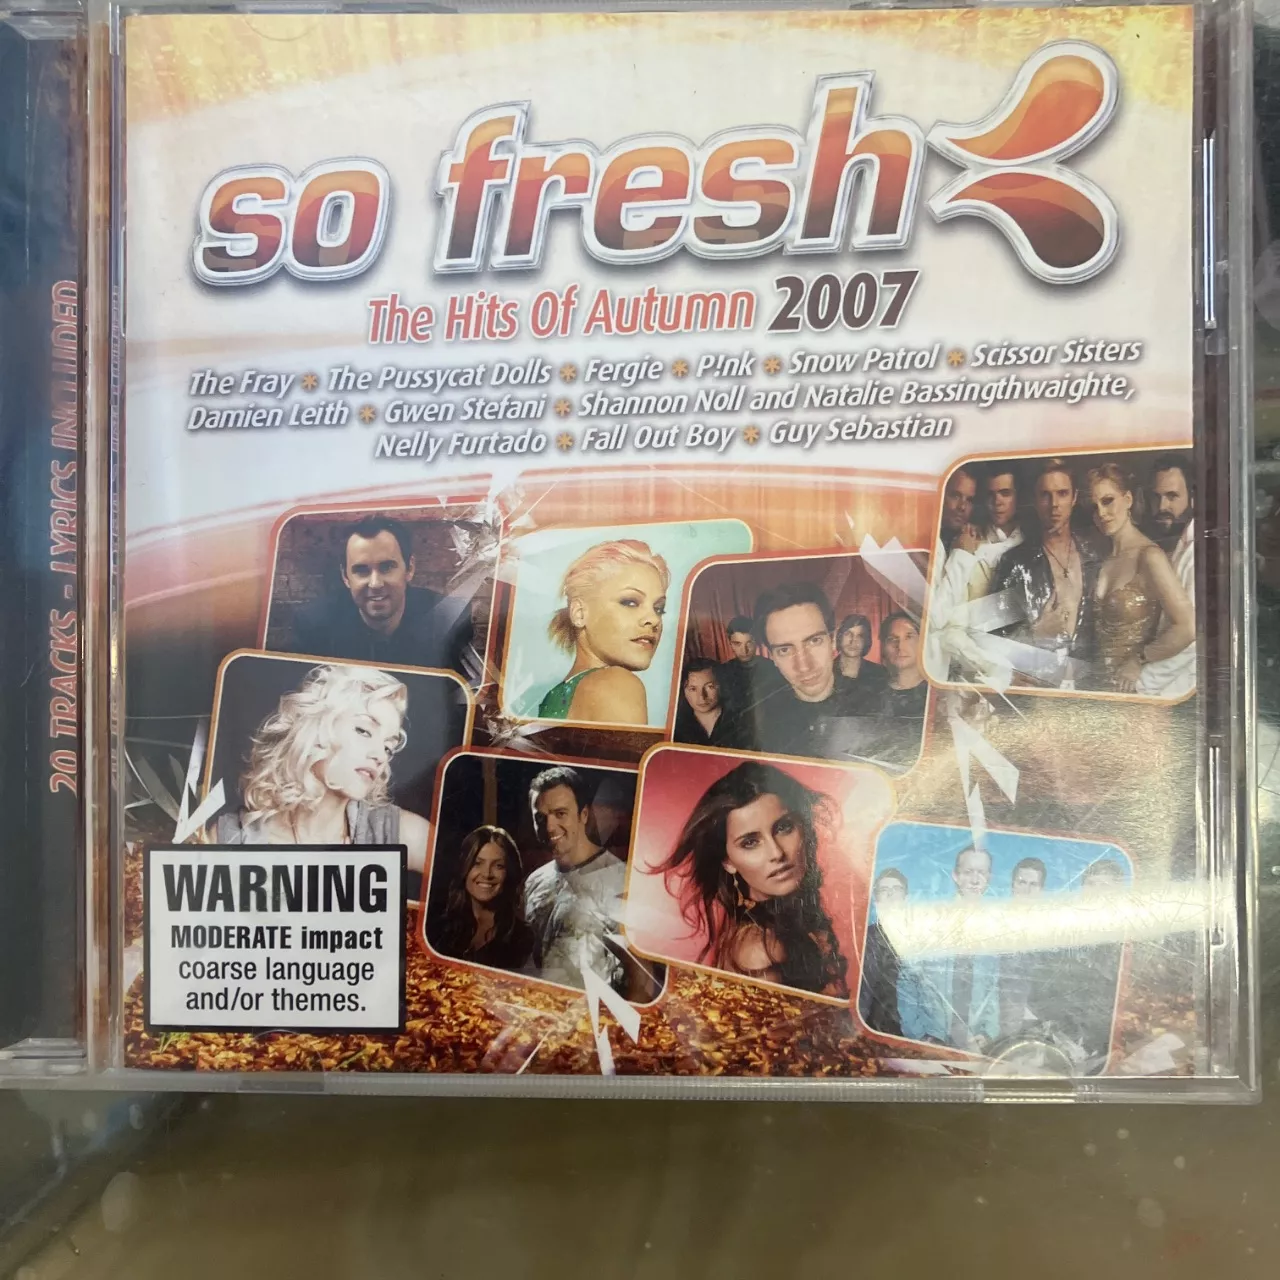 so fresh
The Hits Of Autumn 2007
The Fray * The Pussycat Dolls * Fergie * P!nk * Snow Patrol * Scissor Sisters
Damien Leith * Gwen Stefani * Shannon Noll and Natalie Bassingthwaighte,
Nelly Furtado * Fall Out Boy * Guy Sebastian
WARNING
MODERATE impact
coarse language
and/or themes.
20 TRACKS - LYRICS INCLUDED